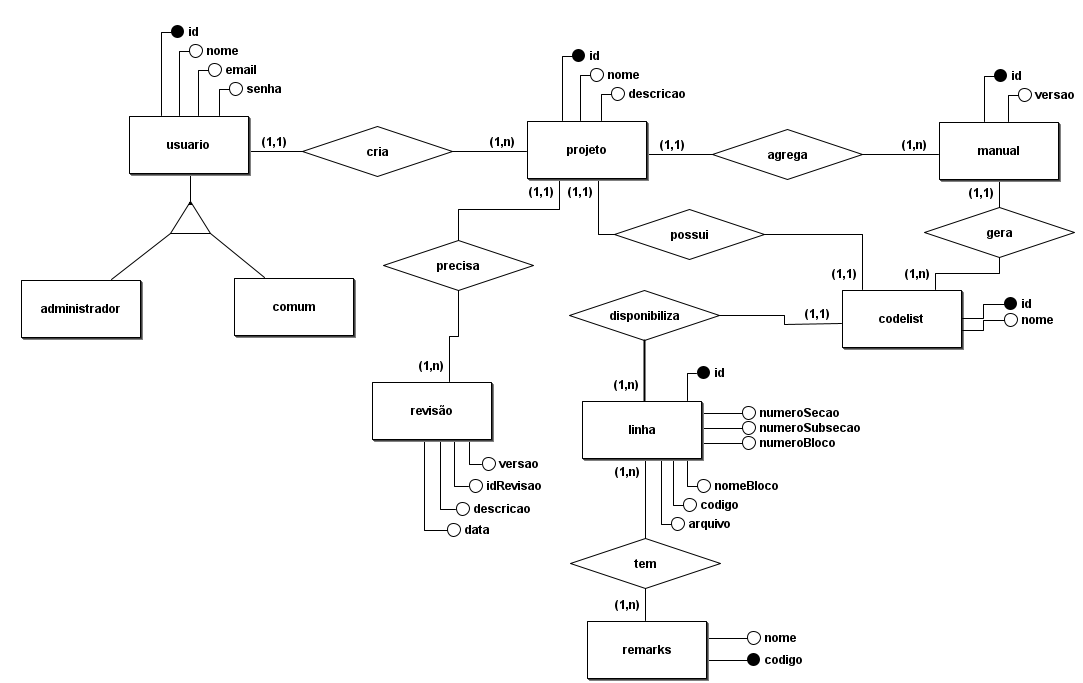 id
nome
email
senha
usuario
(1,1)
cria
(1,n)
id
nome
descricao
projeto
(1,1)
agrega
(1,n)
id
versao
manual
(1,1)
(1,1)
(1,1)
possui
gera
precisa
(1,1)
(1,n)
administrador
comum
disponibiliza
(1,1)
codelist
id
nome
(1,n)
(1,n)
id
revisão
linha
numeroSecao
numeroSubsecao
numeroBloco
versao
idRevisao
descricao
data
(1,n)
nomeBloco
codigo
arquivo
tem
(1,n)
remarks
nome
codigo